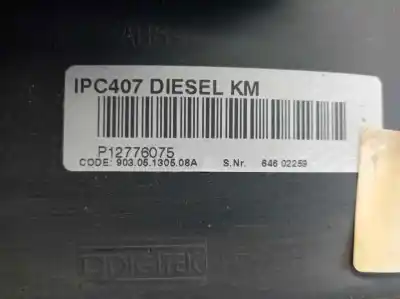 IPC407 DIESEL KM
P12776075
CODE: 903.05.1305.08A S.Nr. 646 02259